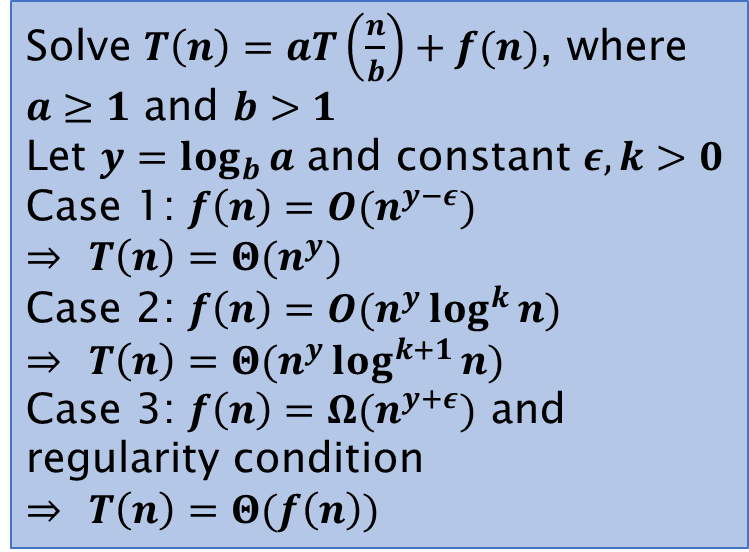 Solve T(n) = aT(n/b) + f(n), where
a ≥ 1 and b > 1
Let y = log_b a and constant ϵ, k > 0
Case 1: f(n) = O(n^{y−ϵ})
⇒ T(n) = Θ(n^y)
Case 2: f(n) = O(n^y log^k n)
⇒ T(n) = Θ(n^y log^{k+1} n)
Case 3: f(n) = Ω(n^{y+ϵ}) and
regularity condition
⇒ T(n) = Θ(f(n))